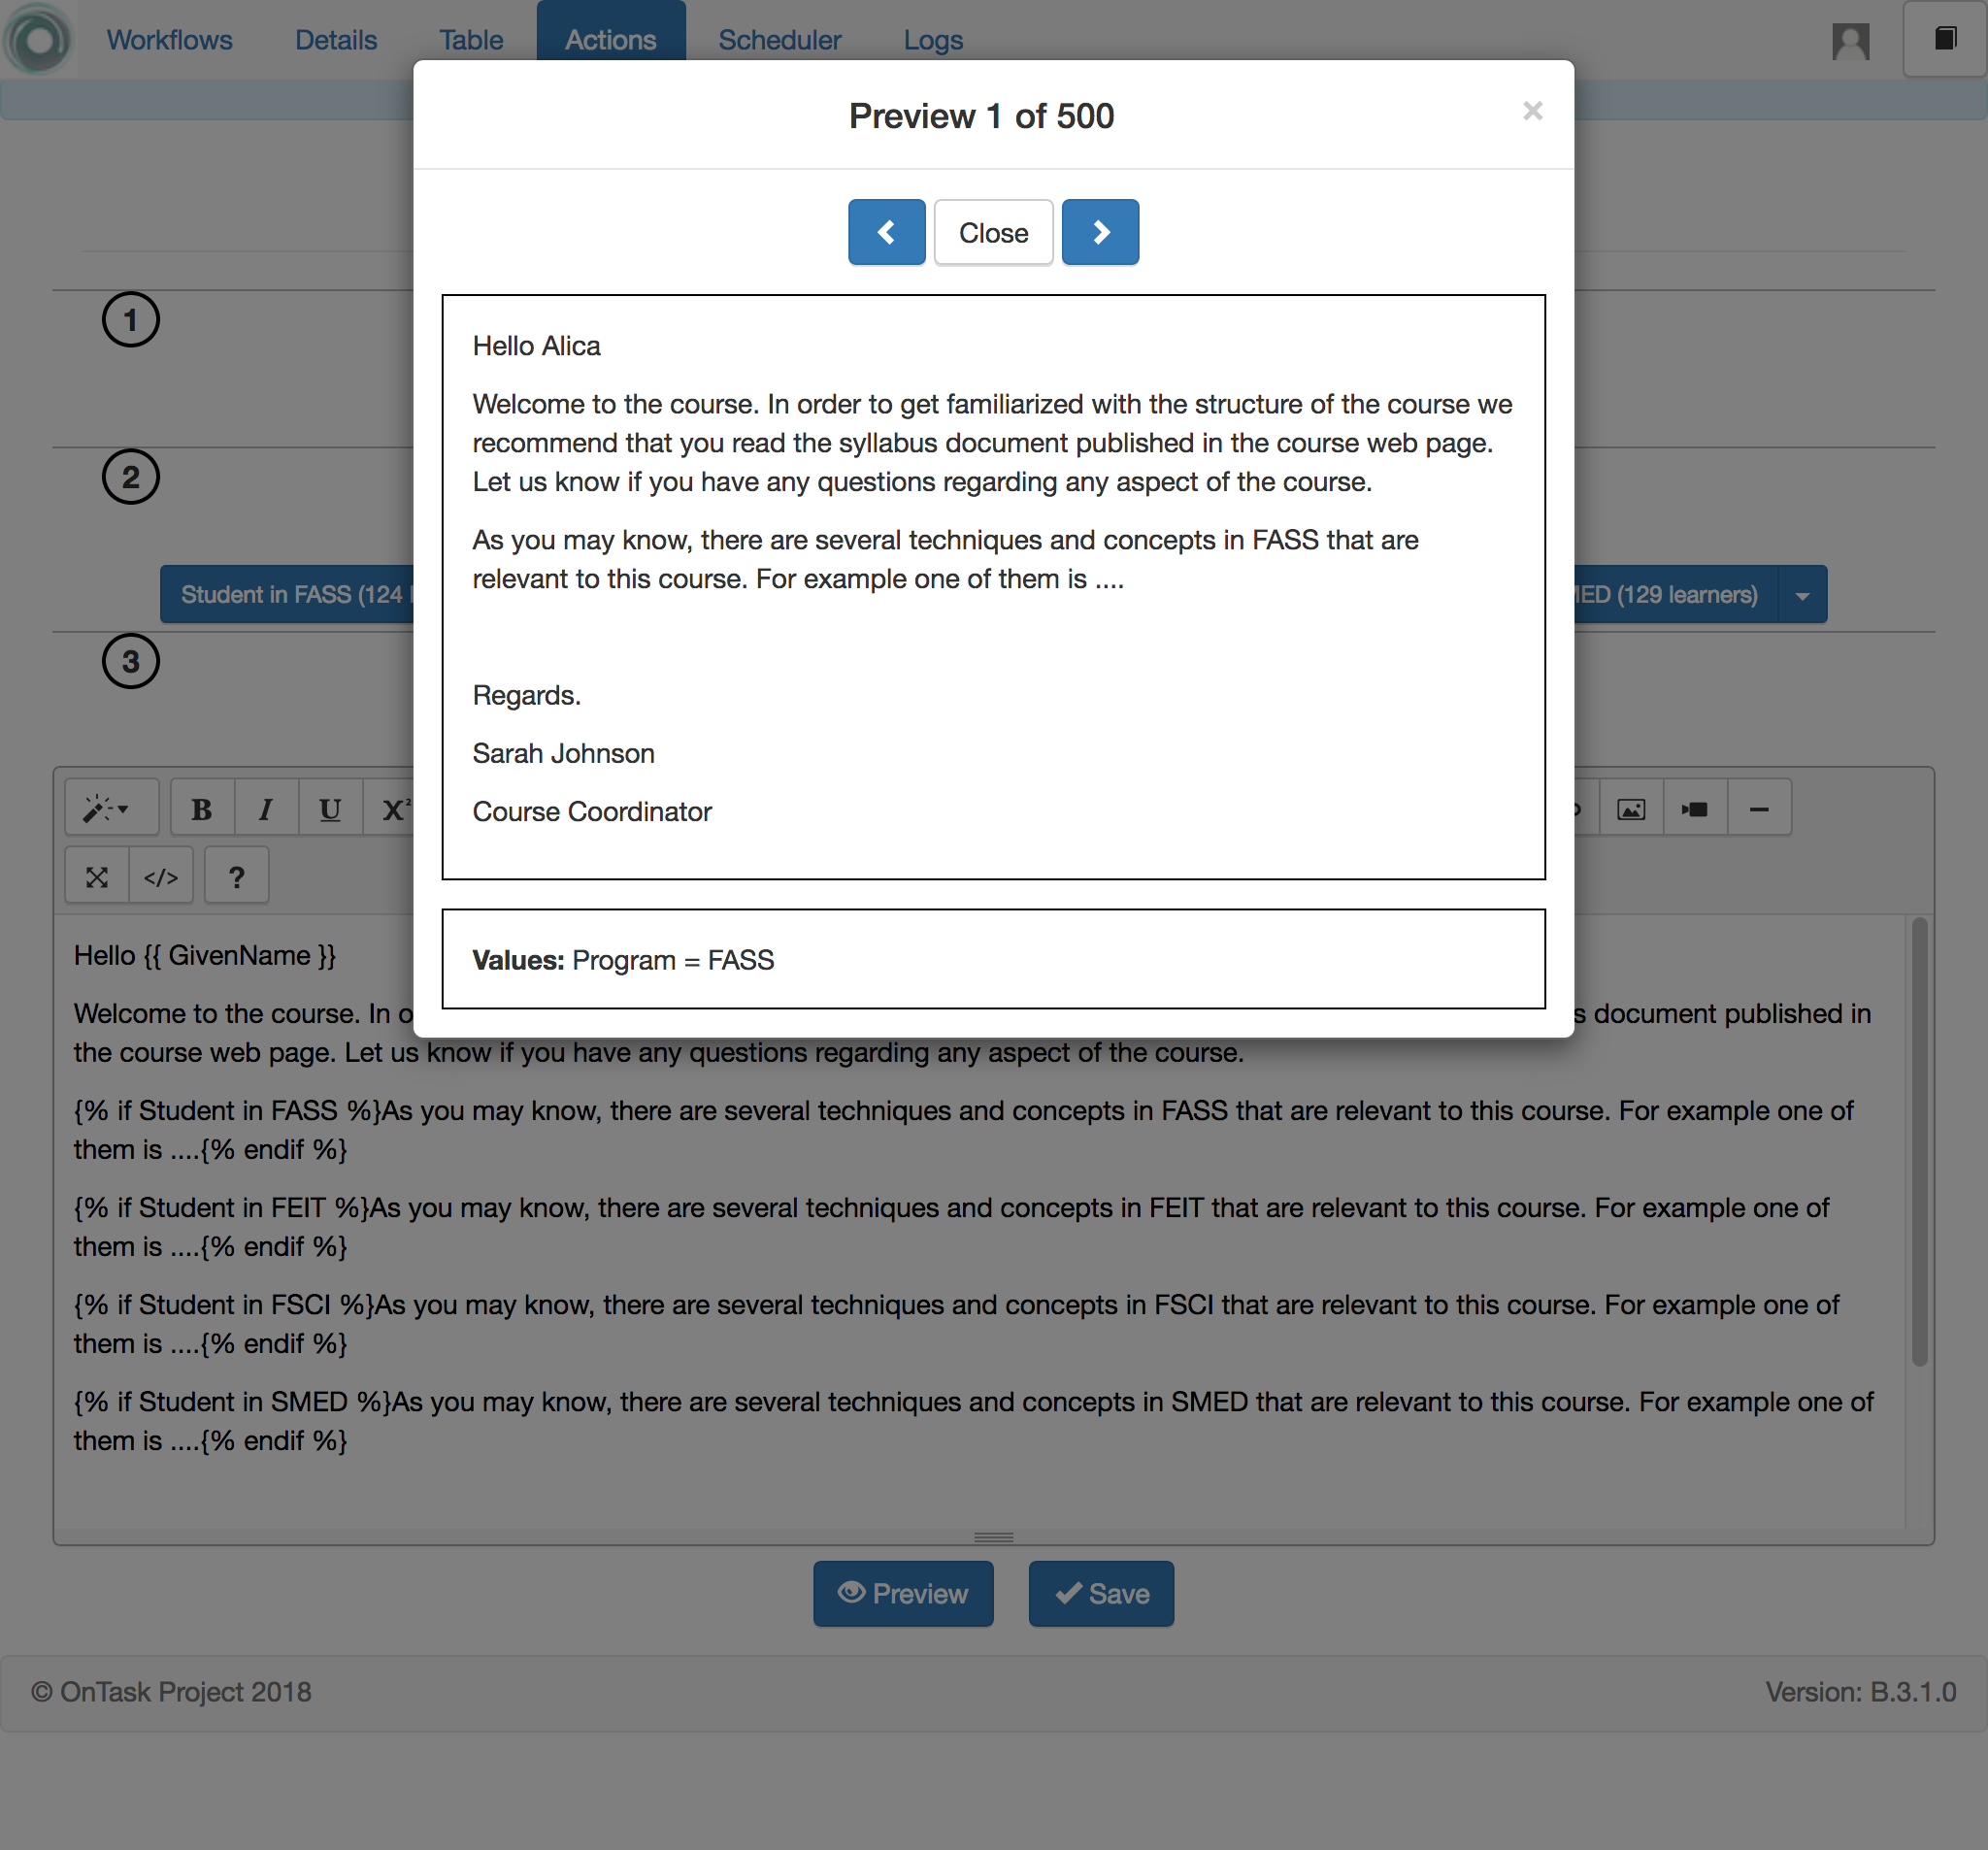 Workflows Details Table Actions Scheduler Logs
Preview 1 of 500 ×
Close
Hello Alica
Welcome to the course. In order to get familiarized with the structure of the course we
recommend that you read the syllabus document published in the course web page.
Let us know if you have any questions regarding any aspect of the course.
As you may know, there are several techniques and concepts in FASS that are
relevant to this course. For example one of them is ....
Regards.
Sarah Johnson
Course Coordinator
Values: Program = FASS
1
2
Student in FASS (124
(129 learners)
3
B I U X²
</> ?
Hello {{ GivenName }}
Welcome to the course. In document published in
the course web page. Let us know if you have any questions regarding any aspect of the course.
{% if Student in FASS %}As you may know, there are several techniques and concepts in FASS that are relevant to this course. For example one of
them is ....{% endif %}
{% if Student in FEIT %}As you may know, there are several techniques and concepts in FEIT that are relevant to this course. For example one of
them is ....{% endif %}
{% if Student in FSCI %}As you may know, there are several techniques and concepts in FSCI that are relevant to this course. For example one of
them is ....{% endif %}
{% if Student in SMED %}As you may know, there are several techniques and concepts in SMED that are relevant to this course. For example one of
them is ....{% endif %}
Preview Save
© OnTask Project 2018 Version: B.3.1.0